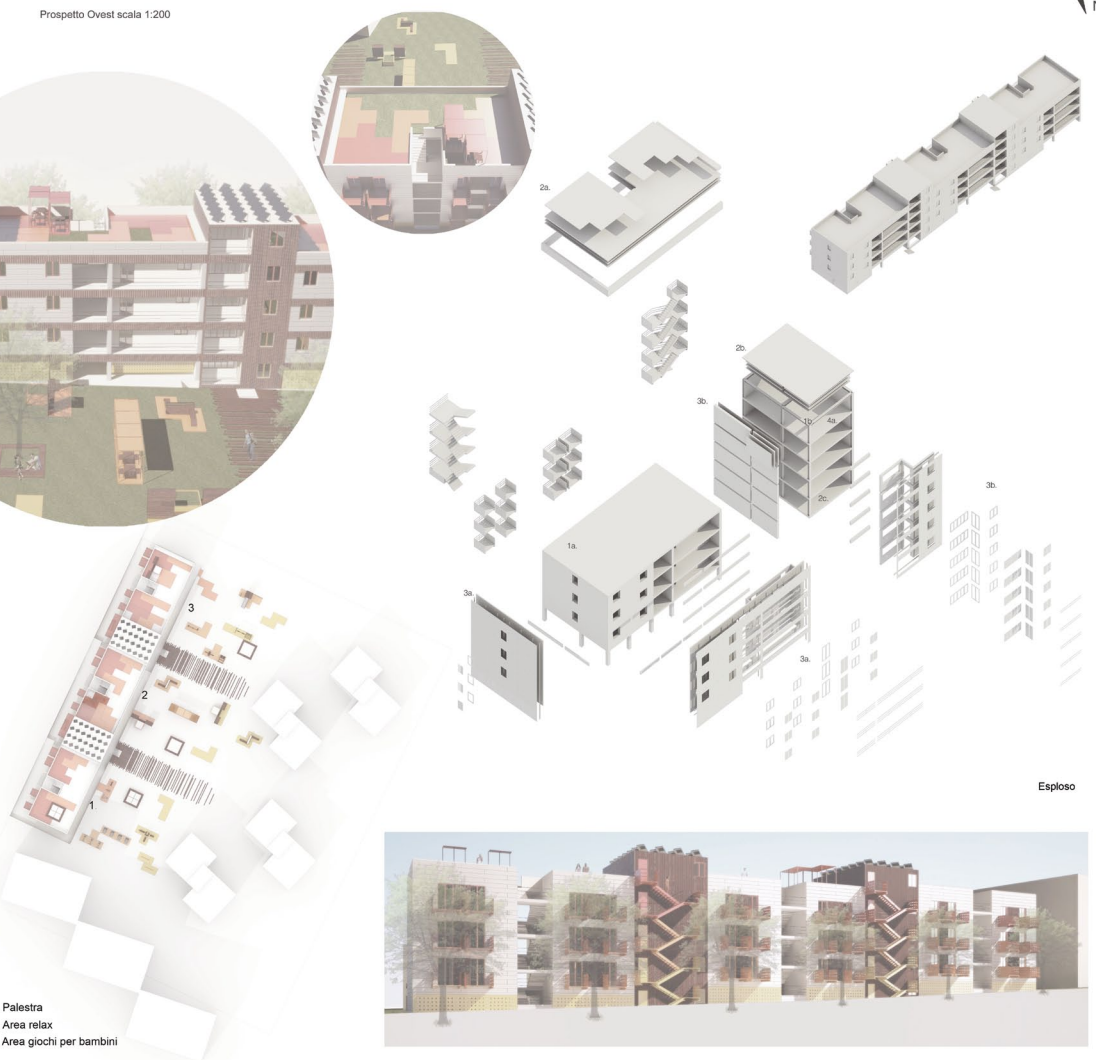 Prospetto Ovest scala 1:200
N
2a.
2b.
3b.
1b.
4a.
2c.
3b.
1a.
3a.
3a.
3
2
1
Esploso
Palestra
Area relax
Area giochi per bambini